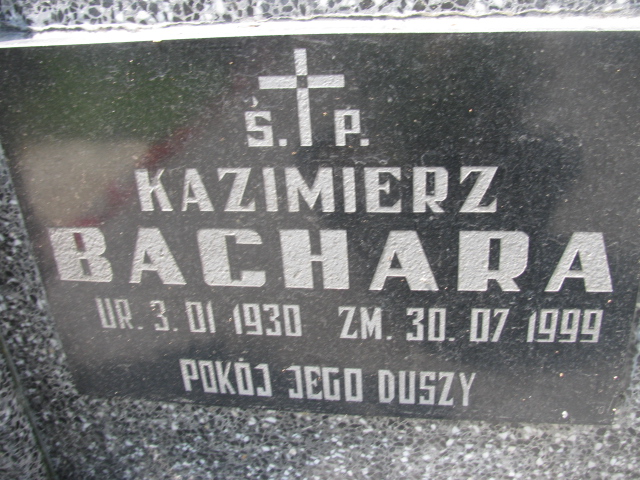 Ś. P.
KAZIMIERZ
BACHARA
UR. 3. 01 1930 ZM. 30. 07 1999
POKÓJ JEGO DUSZY